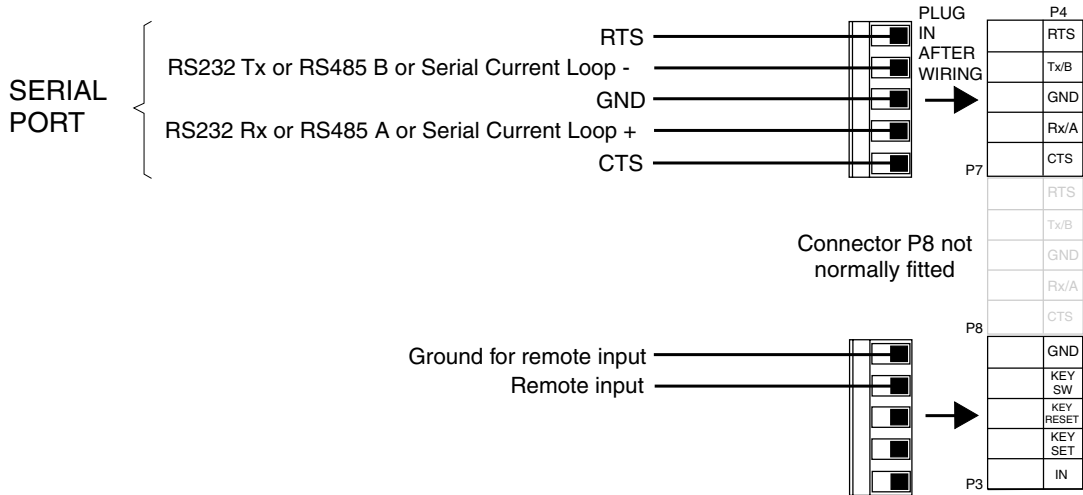 SERIAL
PORT
RTS
RS232 Tx or RS485 B or Serial Current Loop -
GND
RS232 Rx or RS485 A or Serial Current Loop +
CTS
PLUG
IN
AFTER
WIRING
P4
RTS
Tx/B
GND
Rx/A
CTS
P7
RTS
Tx/B
GND
Rx/A
CTS
P8
Connector P8 not
normally fitted
Ground for remote input
Remote input
GND
KEY
SW
KEY
RESET
KEY
SET
IN
P3